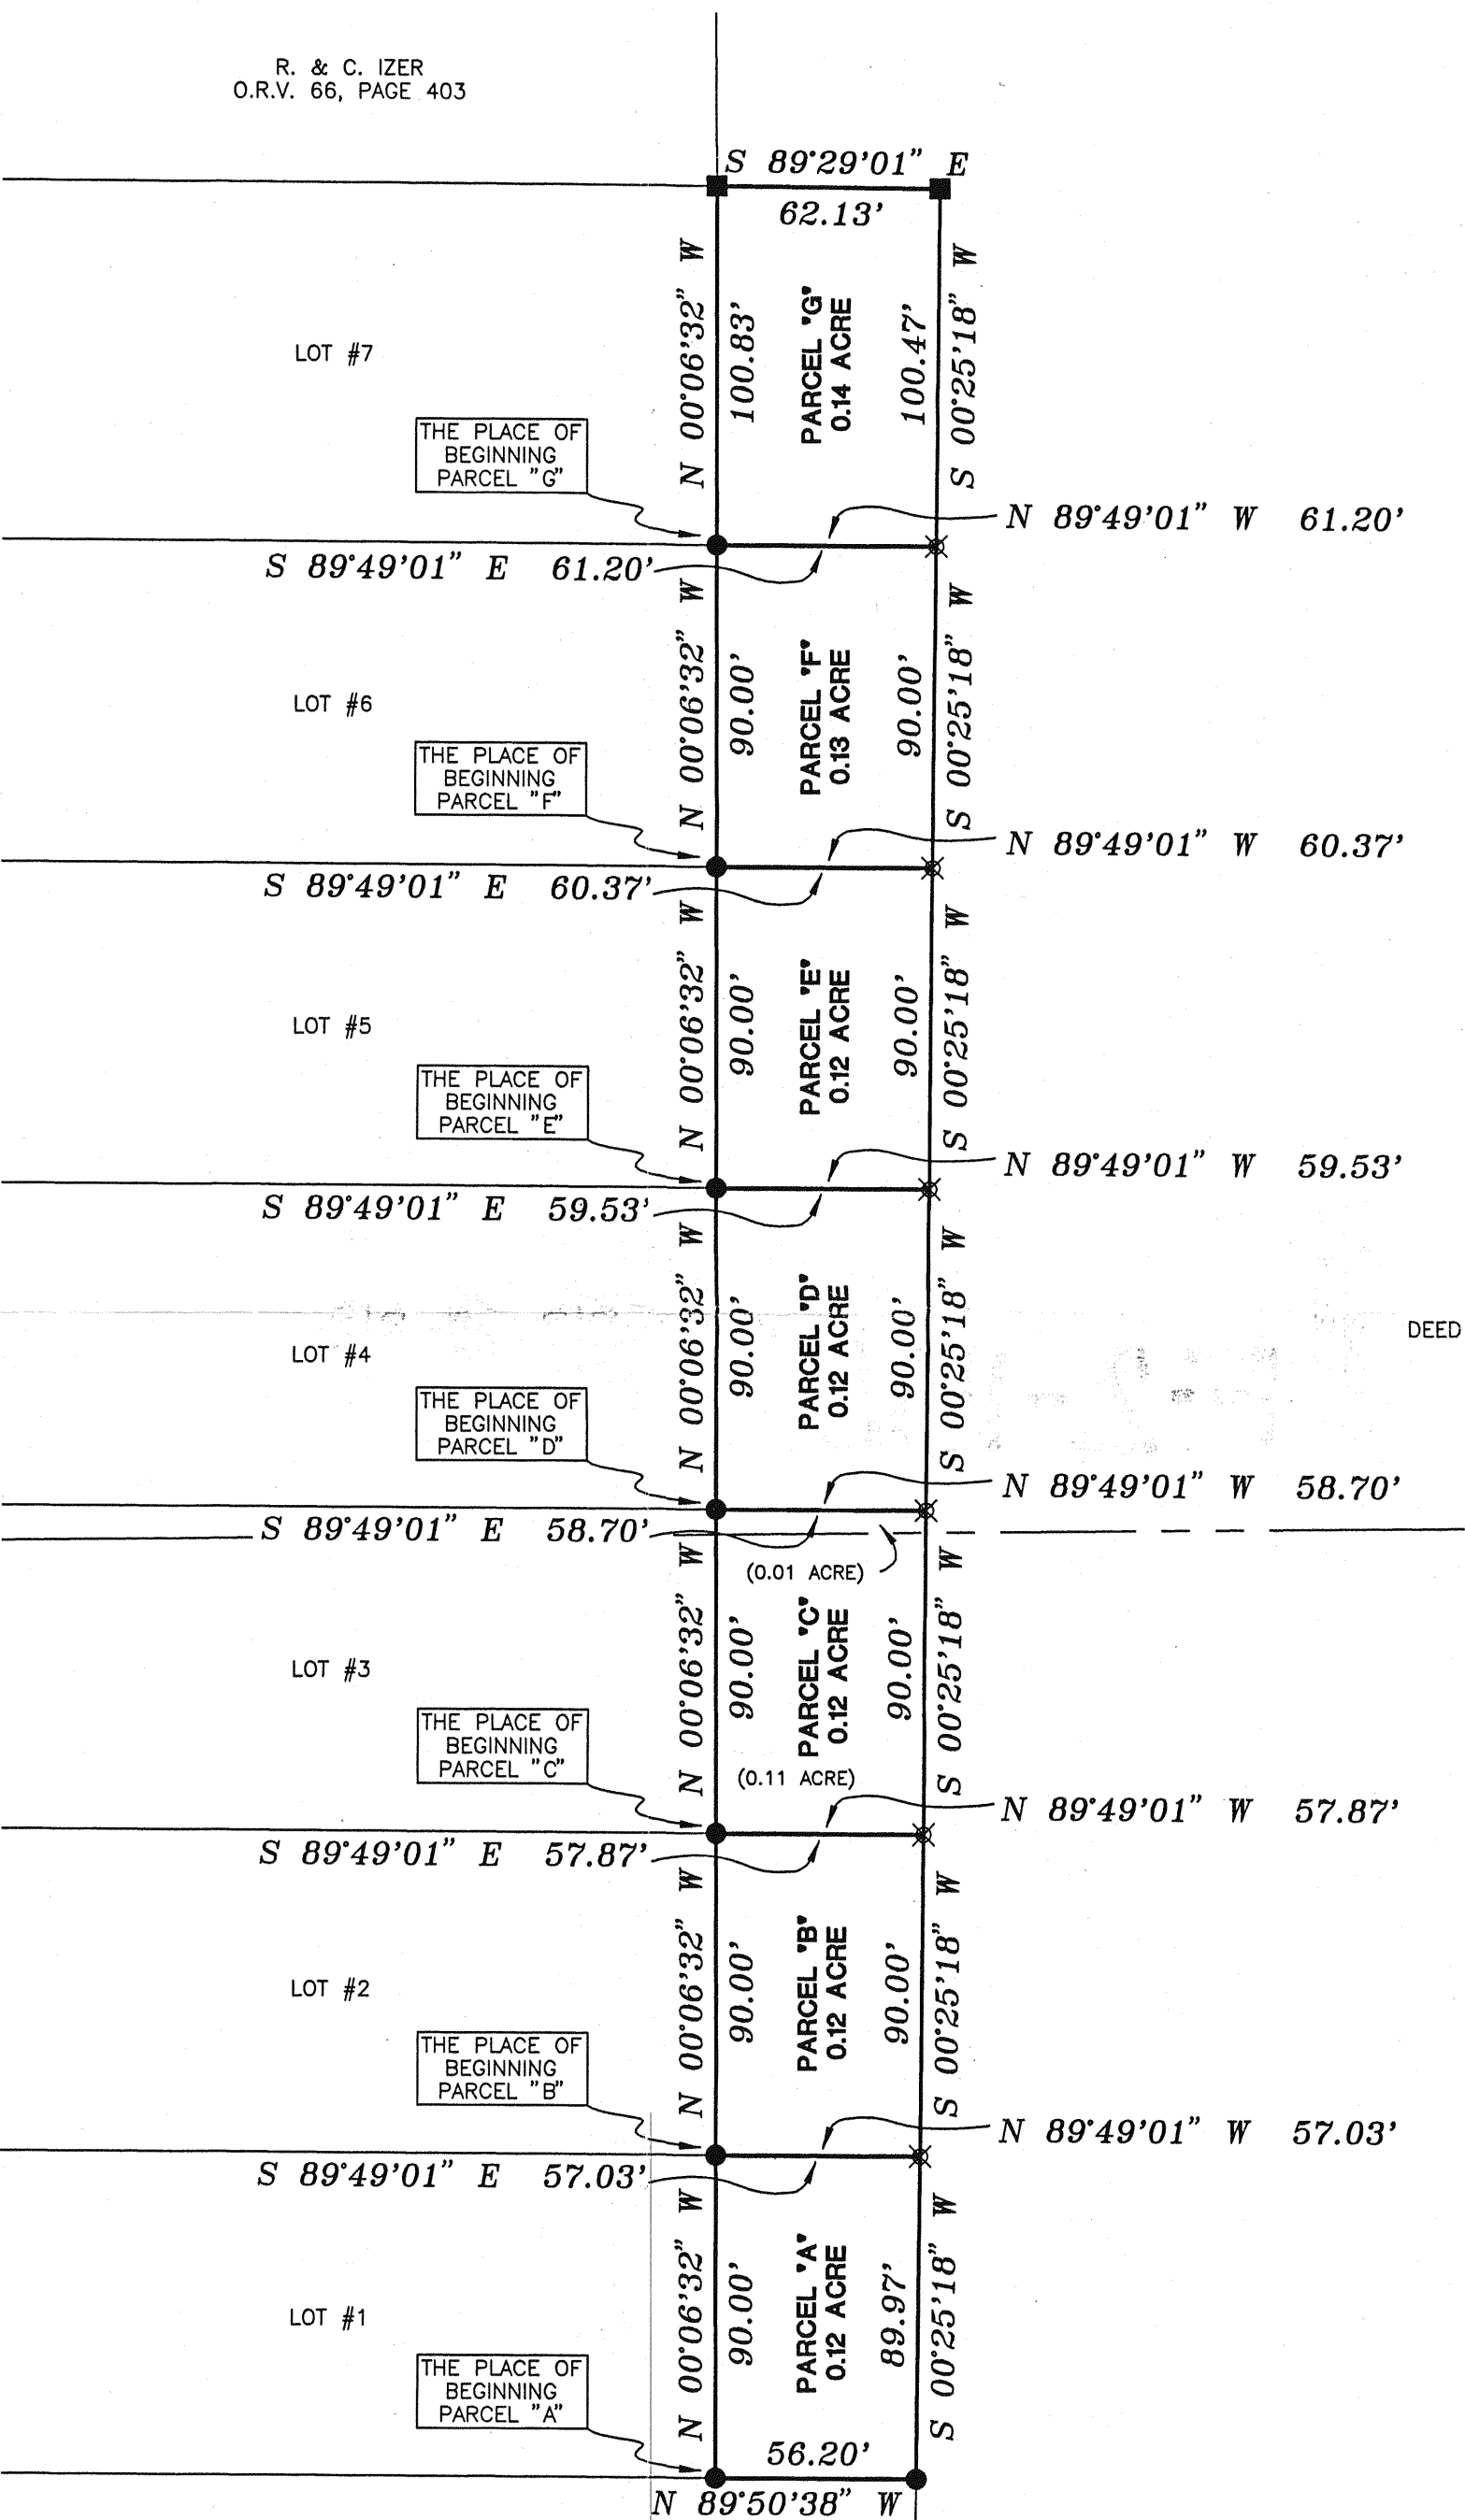 R. & C. IZER
O.R.V. 66, PAGE 403
S 89°29'01" E
62.13'
LOT #7
N 00°06'32" W
100.83'
PARCEL "G"
0.14 ACRE
100.47'
S 00°25'18" W
THE PLACE OF
BEGINNING
PARCEL "G"
N 89°49'01" W 61.20'
S 89°49'01" E 61.20'
LOT #6
N 00°06'32" W
90.00'
PARCEL "F"
0.13 ACRE
90.00'
S 00°25'18" W
THE PLACE OF
BEGINNING
PARCEL "F"
N 89°49'01" W 60.37'
S 89°49'01" E 60.37'
LOT #5
N 00°06'32" W
90.00'
PARCEL "E"
0.12 ACRE
90.00'
S 00°25'18" W
THE PLACE OF
BEGINNING
PARCEL "E"
N 89°49'01" W 59.53'
S 89°49'01" E 59.53'
LOT #4
N 00°06'32" W
90.00'
PARCEL "D"
0.12 ACRE
90.00'
S 00°25'18" W
DEED
THE PLACE OF
BEGINNING
PARCEL "D"
N 89°49'01" W 58.70'
S 89°49'01" E 58.70'
(0.01 ACRE)
LOT #3
N 00°06'32" W
90.00'
PARCEL "C"
0.12 ACRE
90.00'
S 00°25'18" W
THE PLACE OF
BEGINNING
PARCEL "C"
(0.11 ACRE)
N 89°49'01" W 57.87'
S 89°49'01" E 57.87'
LOT #2
N 00°06'32" W
90.00'
PARCEL "B"
0.12 ACRE
90.00'
S 00°25'18" W
THE PLACE OF
BEGINNING
PARCEL "B"
N 89°49'01" W 57.03'
S 89°49'01" E 57.03'
LOT #1
N 00°06'32" W
90.00'
PARCEL "A"
0.12 ACRE
89.97'
S 00°25'18" W
THE PLACE OF
BEGINNING
PARCEL "A"
56.20'
N 89°50'38" W